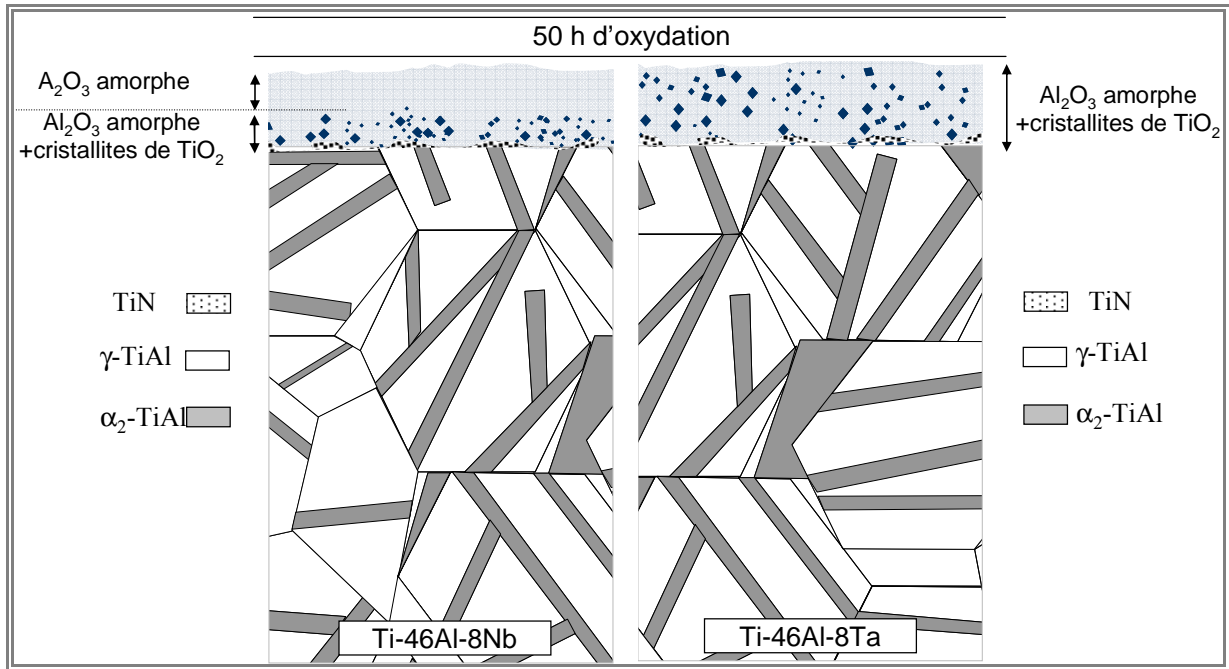 50 h d'oxydation
A₂O₃ amorphe
Al₂O₃ amorphe
+cristallites de TiO₂
Al₂O₃ amorphe
+cristallites de TiO₂
TiN
γ-TiAl
α₂-TiAl
TiN
γ-TiAl
α₂-TiAl
Ti-46Al-8Nb
Ti-46Al-8Ta